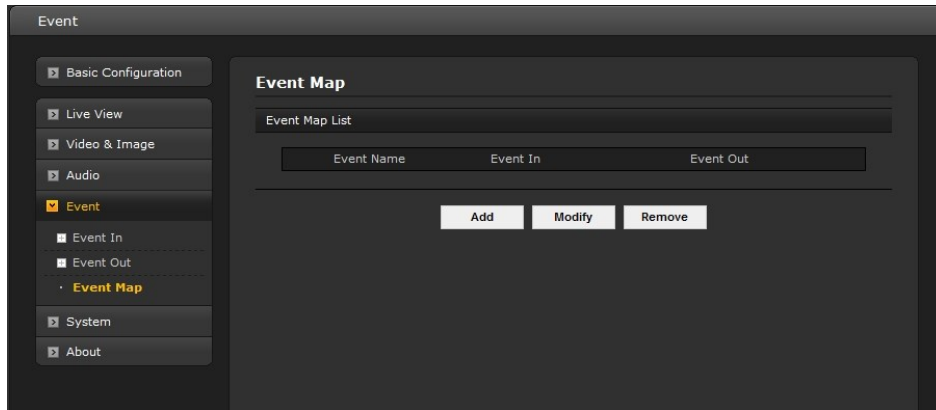 Event
Basic Configuration
Live View
Video & Image
Audio
Event
Event In
Event Out
Event Map
System
About
Event Map
Event Map List
Event Name Event In Event Out
Add Modify Remove